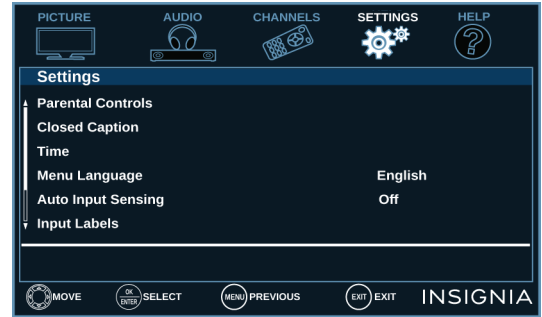 PICTURE AUDIO CHANNELS SETTINGS HELP
?
Settings
Parental Controls
Closed Caption
Time
Menu Language English
Auto Input Sensing Off
Input Labels
MOVE OK ENTER SELECT MENU PREVIOUS EXIT EXIT INSIGNIA